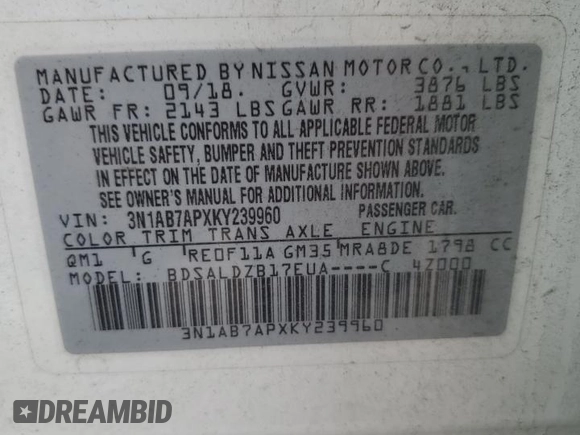 MANUFACTURED BY NISSAN MOTOR CO., LTD.
DATE: 09/18. GVWR: 3876 LBS
GAWR FR: 2143 LBS GAWR RR: 1881 LBS
THIS VEHICLE CONFORMS TO ALL APPLICABLE FEDERAL MOTOR
VEHICLE SAFETY, BUMPER AND THEFT PREVENTION STANDARDS
IN EFFECT ON THE DATE OF MANUFACTURE SHOWN ABOVE.
SEE OWNER'S MANUAL FOR ADDITIONAL INFORMATION.
VIN: 3N1AB7APXKY239960 PASSENGER CAR.
COLOR TRIM TRANS AXLE ENGINE
QM1 G RE0F11A GM35 MRA8DE 1798 CC
MODEL: BDSALDZB17EUA----C 4Z000
3N1AB7APXKY239960
DREAMBID